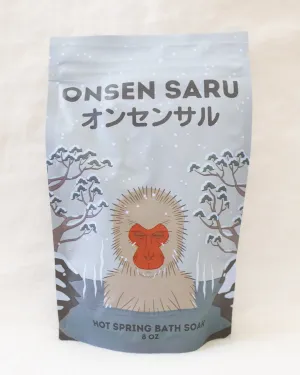 ONSEN SARU
オンセンサル
HOT SPRING BATH SOAK
8 OZ